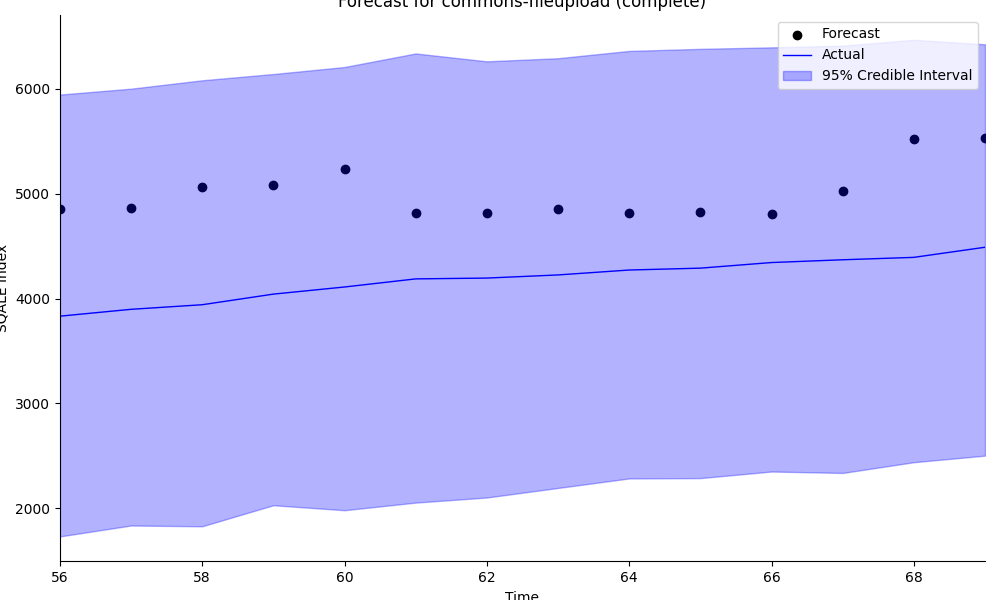 Forecast for commons-fileupload (complete)
Forecast
Actual
95% Credible Interval
6000
5000
4000
3000
2000
SQALE Index
56
58
60
62
64
66
68
Time